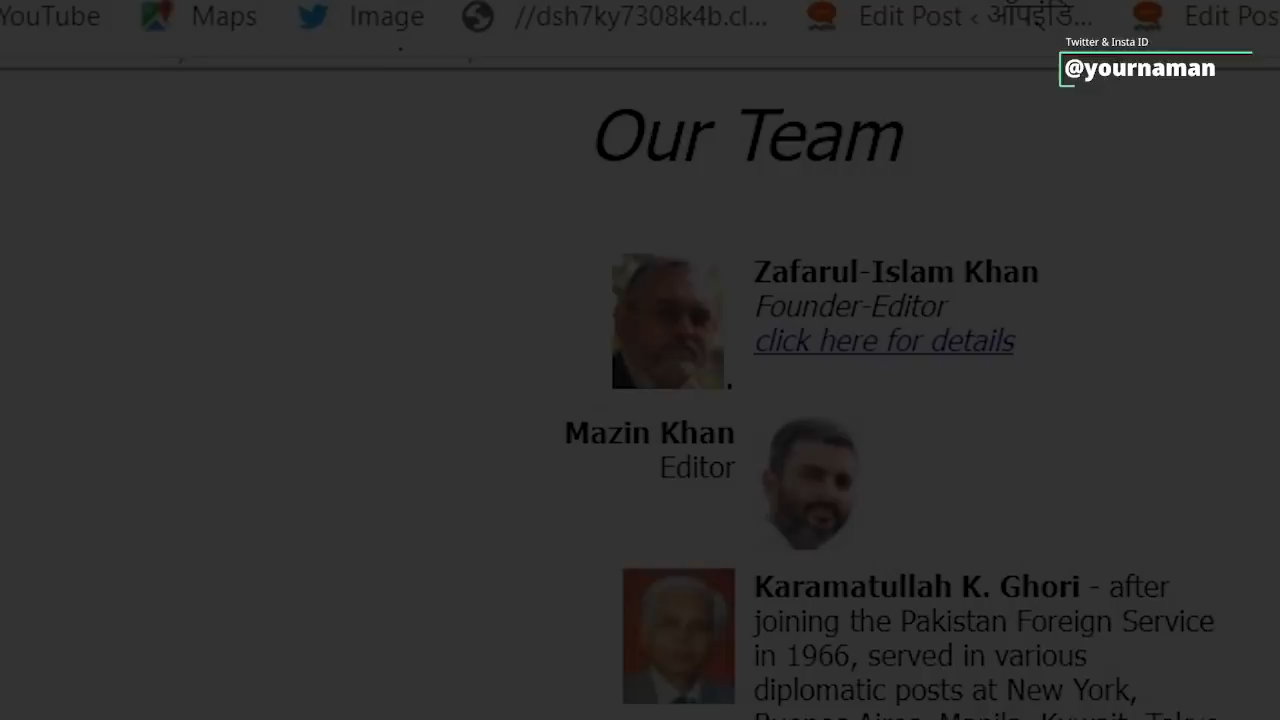 YouTube Maps Image //dsh7ky7308k4b.cl... Edit Post ‹ ऑपइंडि... Edit Pos
Twitter & Insta ID
@yournaman
Our Team
Zafarul-Islam Khan
Founder-Editor
click here for details
Mazin Khan
Editor
Karamatullah K. Ghori - after
joining the Pakistan Foreign Service
in 1966, served in various
diplomatic posts at New York,